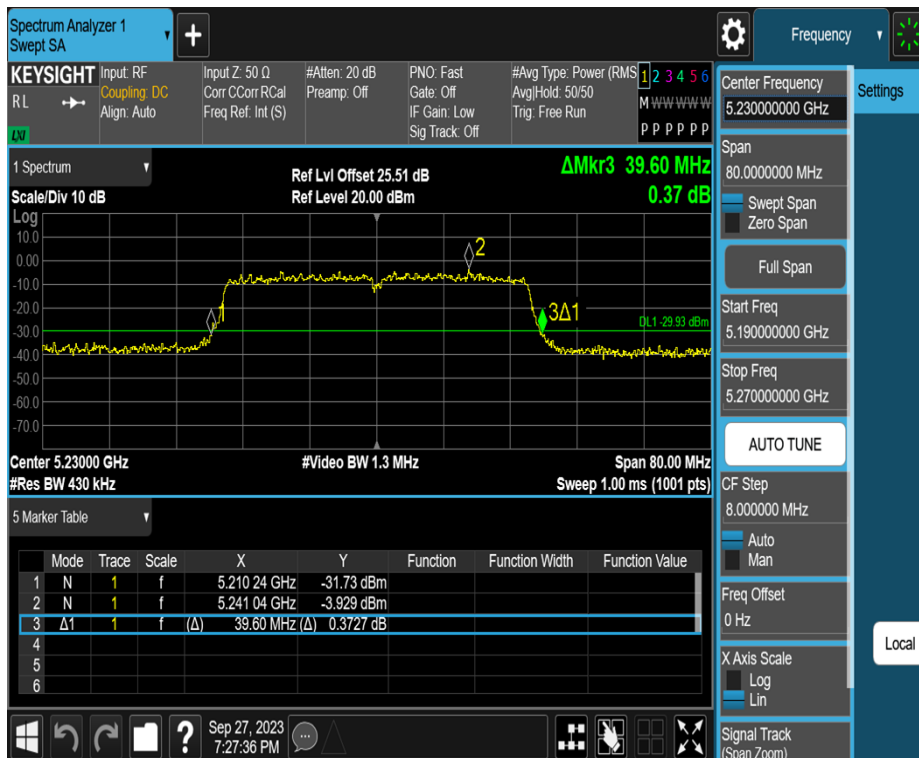 Spectrum Analyzer 1
Swept SA
+
Frequency
KEYSIGHT
R L
LXI
Input: RF
Coupling: DC
Align: Auto
Input Z: 50 Ω
Corr CCorr RCal
Freq Ref: Int (S)
#Atten: 20 dB
Preamp: Off
PNO: Fast
Gate: Off
IF Gain: Low
Sig Track: Off
#Avg Type: Power (RMS
Avg|Hold: 50/50
Trig: Free Run
1 2 3 4 5 6
M W W W W W
P P P P P P
1 Spectrum
Scale/Div 10 dB
Ref Lvl Offset 25.51 dB
Ref Level 20.00 dBm
ΔMkr3 39.60 MHz
0.37 dB
Log
10.0
0.00
-10.0
-20.0
-30.0
-40.0
-50.0
-60.0
-70.0
2
1
3Δ1
DL1 -29.93 dBm
Center 5.23000 GHz
#Video BW 1.3 MHz
Span 80.00 MHz
#Res BW 430 kHz
Sweep 1.00 ms (1001 pts)
5 Marker Table
Mode Trace Scale X Y Function Function Width Function Value
1 N 1 f 5.210 24 GHz -31.73 dBm
2 N 1 f 5.241 04 GHz -3.929 dBm
3 Δ1 1 f (Δ) 39.60 MHz (Δ) 0.3727 dB
4
5
6
?
Sep 27, 2023
7:27:36 PM
Center Frequency
5.230000000 GHz
Span
80.0000000 MHz
Swept Span
Zero Span
Full Span
Start Freq
5.190000000 GHz
Stop Freq
5.270000000 GHz
AUTO TUNE
CF Step
8.000000 MHz
Auto
Man
Freq Offset
0 Hz
X Axis Scale
Log
Lin
Signal Track
(Span Zoom)
Settings
Local